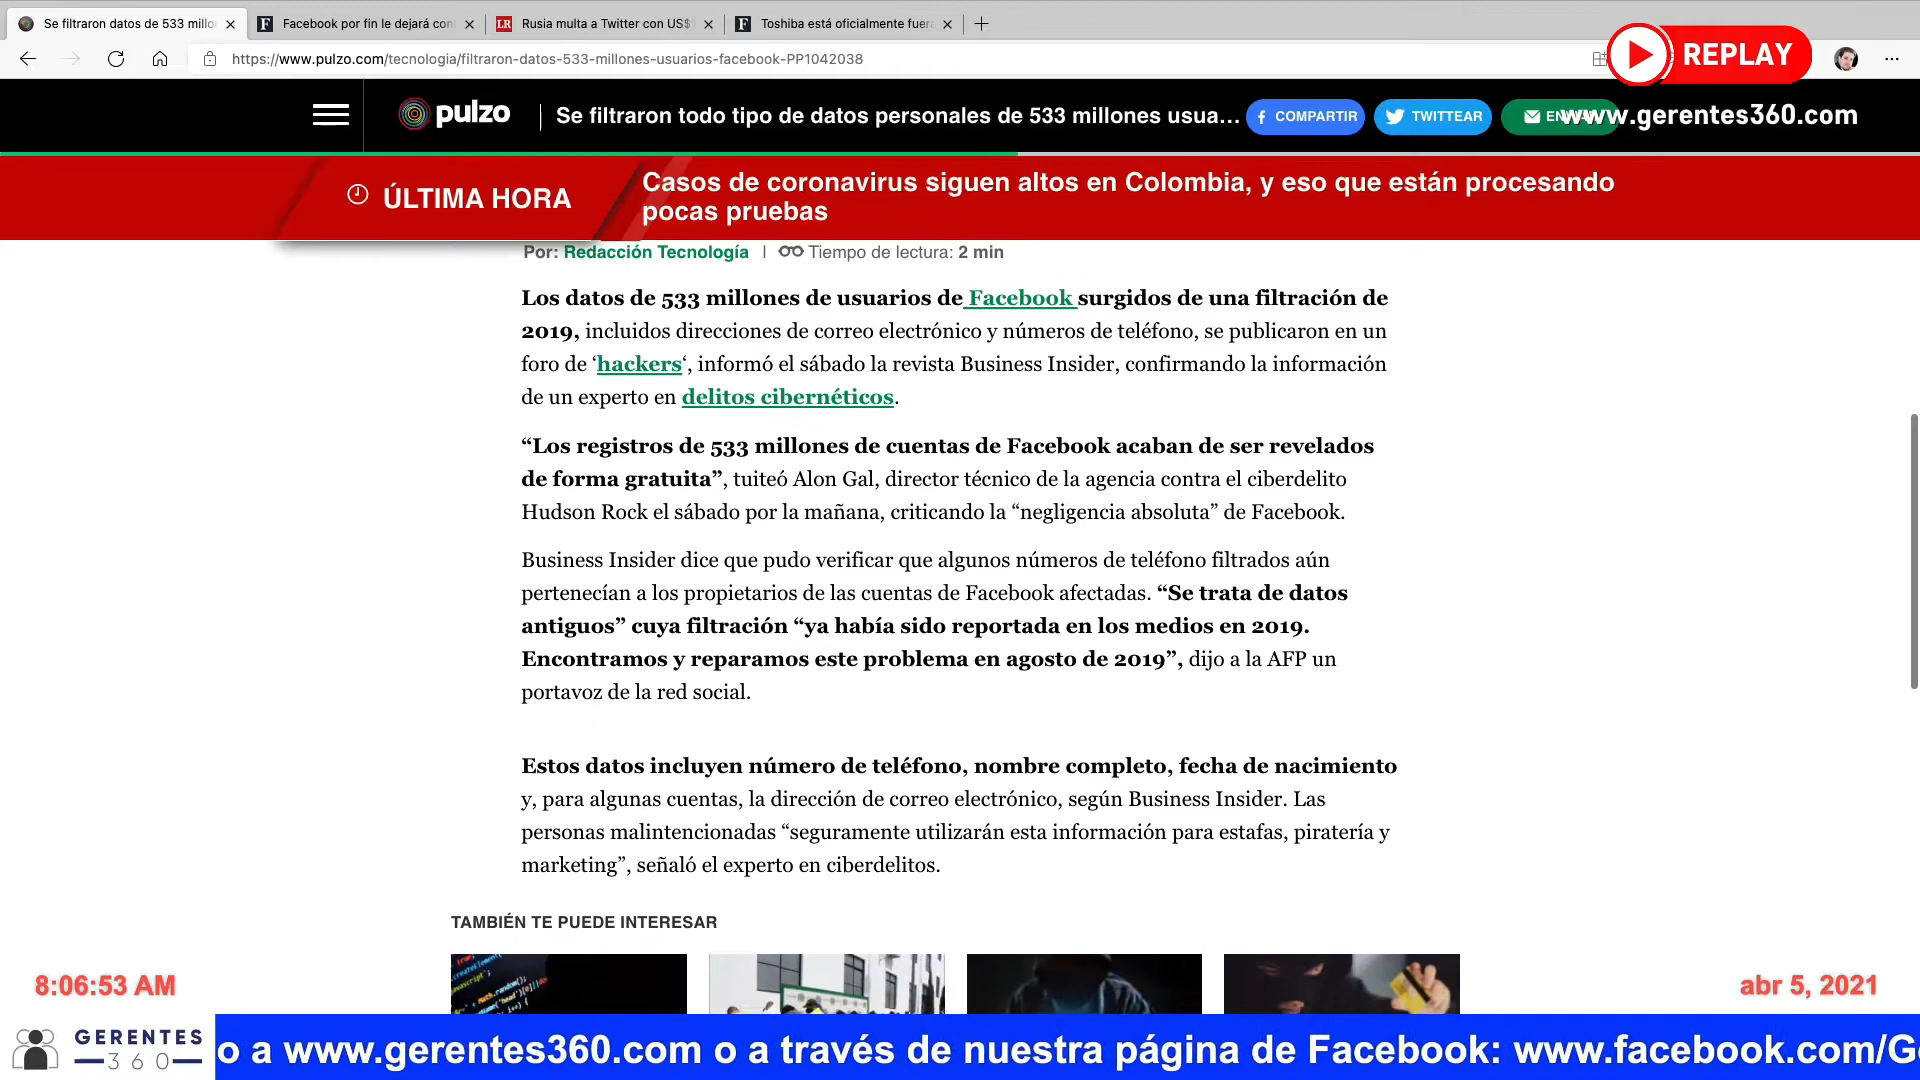 Se filtraron datos de 533 millo
Facebook por fin le dejará con
Rusia multa a Twitter con US$
Toshiba está oficialmente fuer
https://www.pulzo.com/tecnologia/filtraron-datos-533-millones-usuarios-facebook-PP1042038
REPLAY
pulzo
Se filtraron todo tipo de datos personales de 533 millones usua...
COMPARTIR
TWITTEAR
www.gerentes360.com
ÚLTIMA HORA
Casos de coronavirus siguen altos en Colombia, y eso que están procesando
pocas pruebas
Por: Redacción Tecnología | Tiempo de lectura: 2 min
Los datos de 533 millones de usuarios de Facebook surgidos de una filtración de
2019, incluidos direcciones de correo electrónico y números de teléfono, se publicaron en un
foro de ‘hackers‘, informó el sábado la revista Business Insider, confirmando la información
de un experto en delitos cibernéticos.
“Los registros de 533 millones de cuentas de Facebook acaban de ser revelados
de forma gratuita”, tuiteó Alon Gal, director técnico de la agencia contra el ciberdelito
Hudson Rock el sábado por la mañana, criticando la “negligencia absoluta” de Facebook.
Business Insider dice que pudo verificar que algunos números de teléfono filtrados aún
pertenecían a los propietarios de las cuentas de Facebook afectadas. “Se trata de datos
antiguos” cuya filtración “ya había sido reportada en los medios en 2019.
Encontramos y reparamos este problema en agosto de 2019”, dijo a la AFP un
portavoz de la red social.
Estos datos incluyen número de teléfono, nombre completo, fecha de nacimiento
y, para algunas cuentas, la dirección de correo electrónico, según Business Insider. Las
personas malintencionadas “seguramente utilizarán esta información para estafas, piratería y
marketing”, señaló el experto en ciberdelitos.
TAMBIÉN TE PUEDE INTERESAR
8:06:53 AM
abr 5, 2021
GERENTES
360
o a www.gerentes360.com o a través de nuestra página de Facebook: www.facebook.com/G